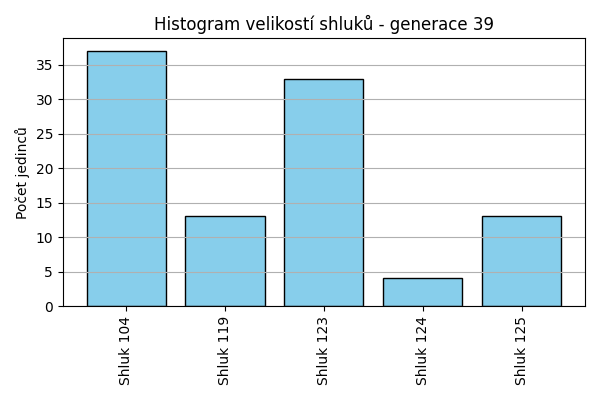 Histogram velikostí shluků - generace 39
Počet jedinců
35
30
25
20
15
10
5
0
Shluk 104
Shluk 119
Shluk 123
Shluk 124
Shluk 125